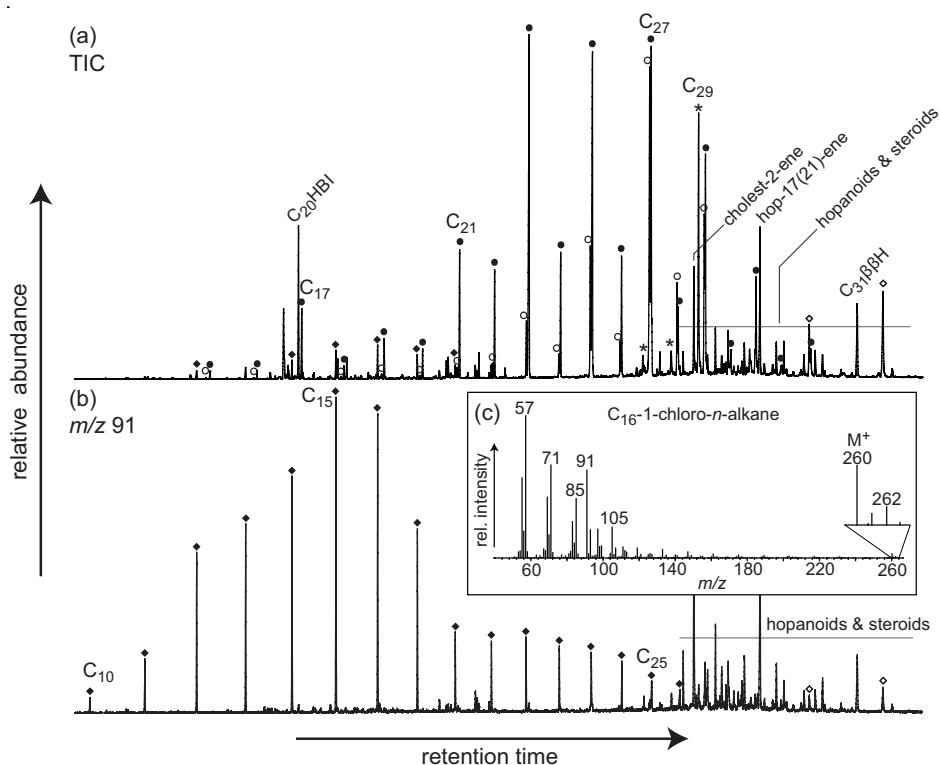 (a)
TIC
C27
C29
*
*
*
cholest-2-ene
hop-17(21)-ene
hopanoids & steroids
C20HBI
C21
C17
C31ββH
relative abundance
(b)
m/z 91
C15
C10
C25
hopanoids & steroids
(c)
C16-1-chloro-n-alkane
57
M+
260
71
91
262
85
105
rel. intensity
60
100
140
180
220
260
m/z
retention time